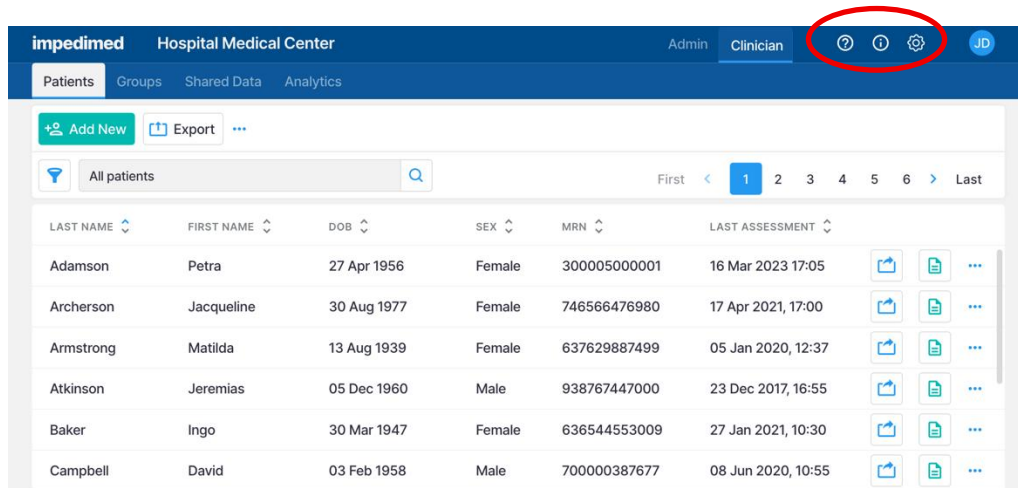 impedimed Hospital Medical Center Admin Clinician JD
Patients Groups Shared Data Analytics
Add New Export
All patients First 1 2 3 4 5 6 Last
LAST NAME FIRST NAME DOB SEX MRN LAST ASSESSMENT
Adamson Petra 27 Apr 1956 Female 300005000001 16 Mar 2023 17:05
Archerson Jacqueline 30 Aug 1977 Female 746566476980 17 Apr 2021, 17:00
Armstrong Matilda 13 Aug 1939 Female 637629887499 05 Jan 2020, 12:37
Atkinson Jeremias 05 Dec 1960 Male 938767447000 23 Dec 2017, 16:55
Baker Ingo 30 Mar 1947 Female 636544553009 27 Jan 2021, 10:30
Campbell David 03 Feb 1958 Male 700000387677 08 Jun 2020, 10:55